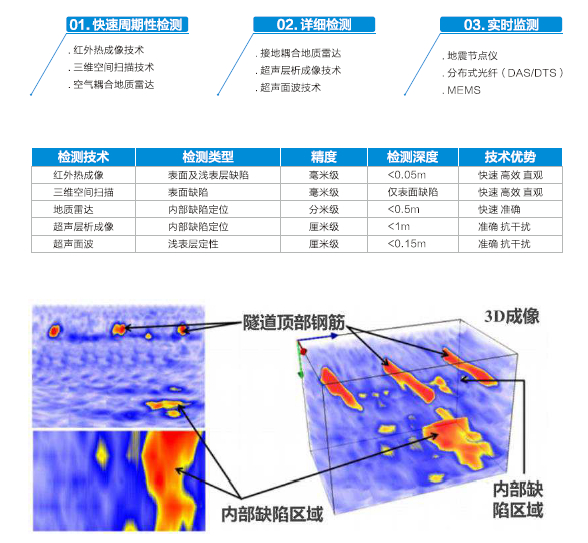 01. 快速周期性检测
. 红外热成像技术
. 三维空间扫描技术
. 空气耦合地质雷达
02. 详细检测
. 接地耦合地质雷达
. 超声层析成像技术
. 超声面波技术
03. 实时监测
. 地震节点仪
. 分布式光纤（DAS/DTS）
. MEMS
检测技术 检测类型 精度 检测深度 技术优势
红外热成像 表面及浅表层缺陷 毫米级 <0.05m 快速 高效 直观
三维空间扫描 表面缺陷 毫米级 仅表面缺陷 快速 高效 直观
地质雷达 内部缺陷定位 分米级 <0.5m 快速 准确
超声层析成像 内部缺陷定位 厘米级 <1m 准确 抗干扰
超声面波 浅表层定性 厘米级 <0.15m 准确 抗干扰
隧道顶部钢筋
3D成像
内部缺陷区域
内部缺
陷区域